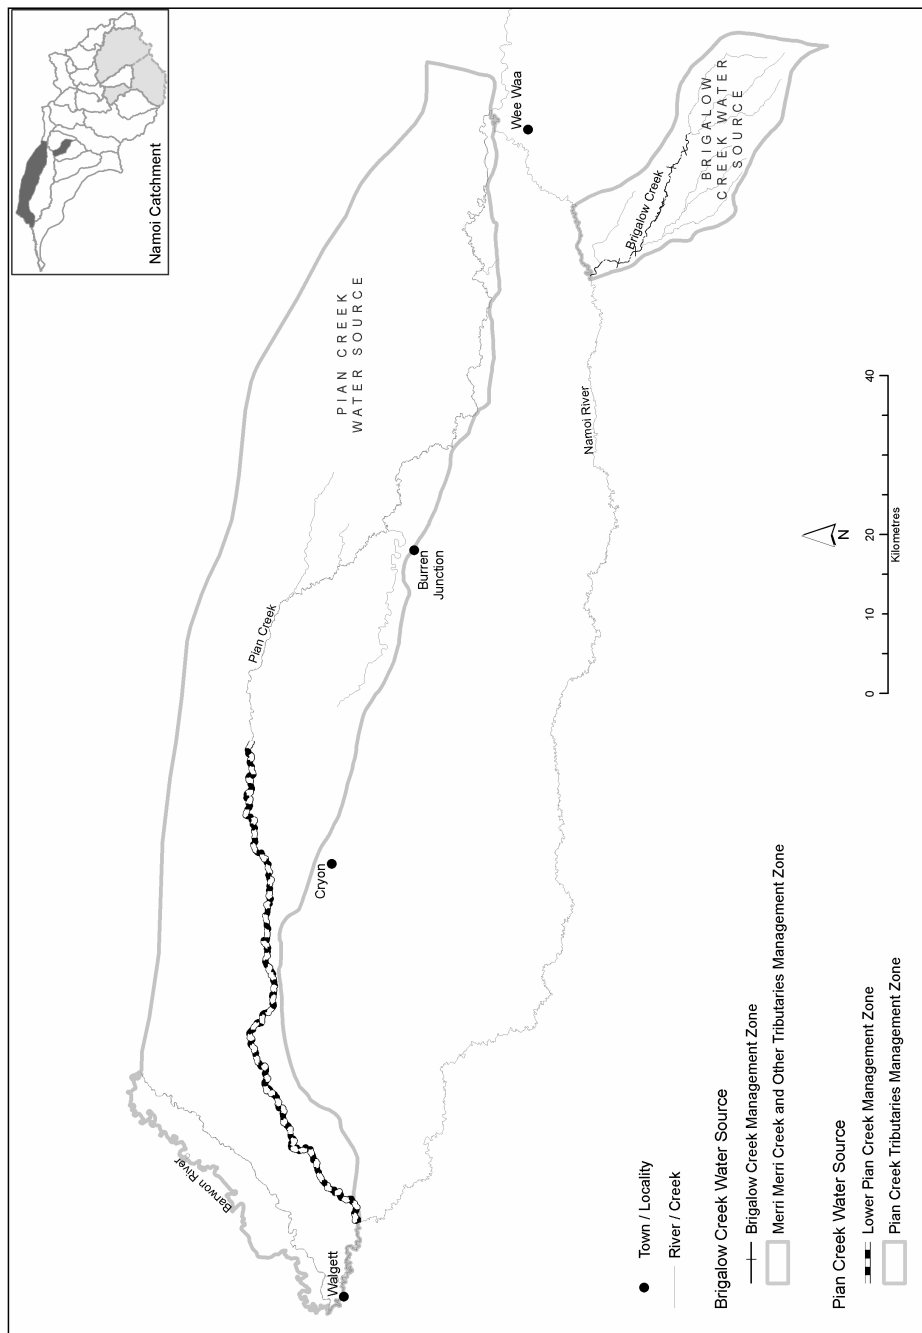 Namoi Catchment
Wee Waa
BRIGALOW
CREEK WATER
SOURCE
Brigalow Creek
PIAN CREEK
WATER SOURCE
Namoi River
Burren
Junction
Pian Creek
Cryon
Barwon River
Walgett
N
0 10 20 40
Kilometres
Town / Locality
River / Creek
Brigalow Creek Water Source
Brigalow Creek Management Zone
Merri Merri Creek and Other Tributaries Management Zone
Pian Creek Water Source
Lower Pian Creek Management Zone
Pian Creek Tributaries Management Zone